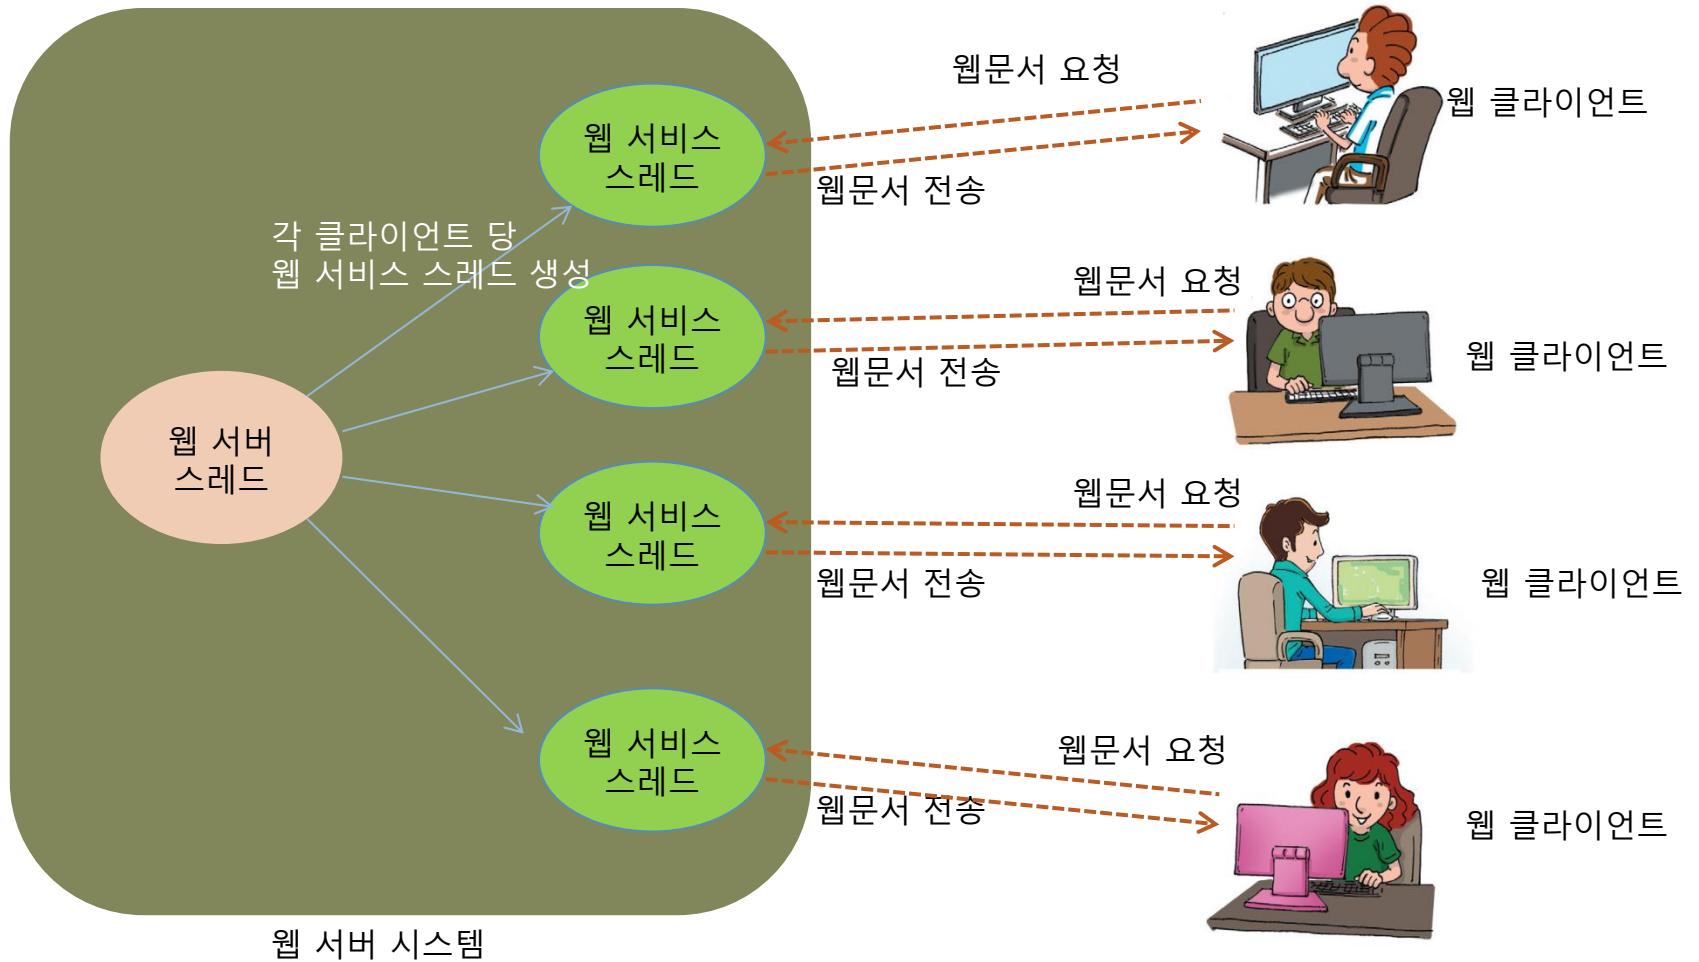 웹문서 요청
웹 클라이언트
웹 서비스
스레드
웹문서 전송
각 클라이언트 당
웹 서비스 스레드 생성
웹문서 요청
웹 서비스
스레드
웹 클라이언트
웹문서 전송
웹 서버
스레드
웹문서 요청
웹 서비스
스레드
웹문서 전송
웹 클라이언트
웹문서 요청
웹 서비스
스레드
웹문서 전송
웹 클라이언트
웹 서버 시스템